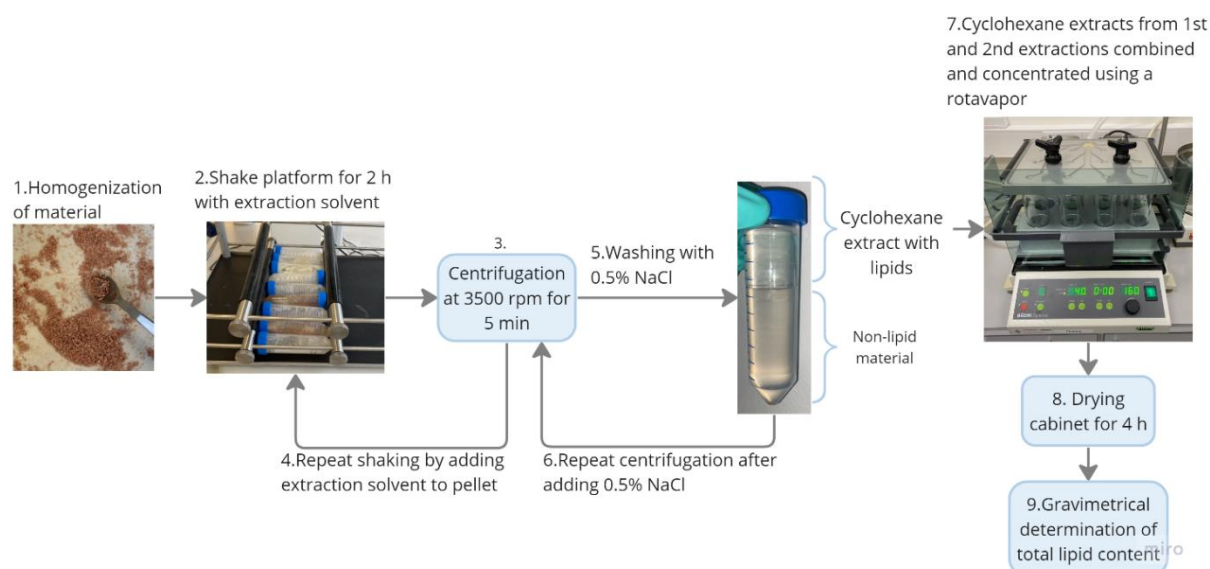 1.Homogenization
of material
2.Shake platform for 2 h
with extraction solvent
3.
Centrifugation
at 3500 rpm for
5 min
4.Repeat shaking by adding
extraction solvent to pellet
5.Washing with
0.5% NaCl
6.Repeat centrifugation after
adding 0.5% NaCl
Cyclohexane
extract with
lipids
Non-lipid
material
7.Cyclohexane extracts from 1st
and 2nd extractions combined
and concentrated using a
rotavapor
40 0:00 160
8. Drying
cabinet for 4 h
9.Gravimetrical
determination of
total lipid content
miro